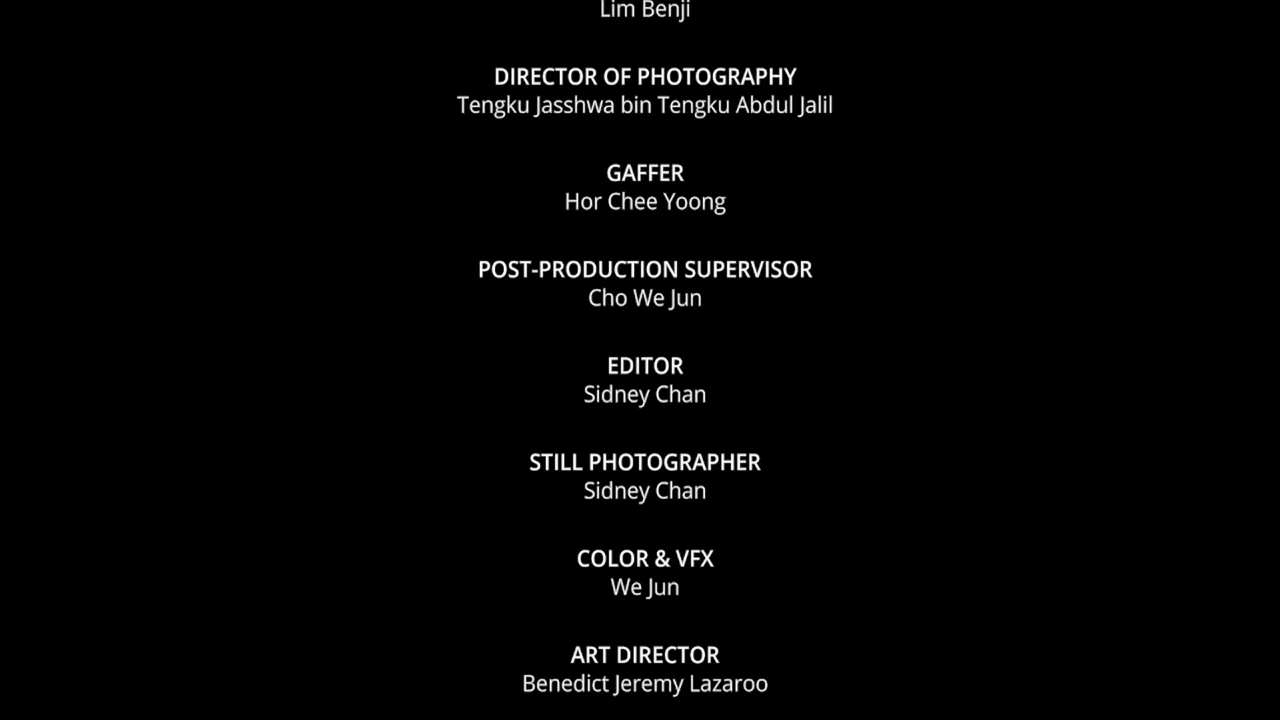 Lim Benji
DIRECTOR OF PHOTOGRAPHY
Tengku Jasshwa bin Tengku Abdul Jalil
GAFFER
Hor Chee Yoong
POST-PRODUCTION SUPERVISOR
Cho We Jun
EDITOR
Sidney Chan
STILL PHOTOGRAPHER
Sidney Chan
COLOR & VFX
We Jun
ART DIRECTOR
Benedict Jeremy Lazaroo